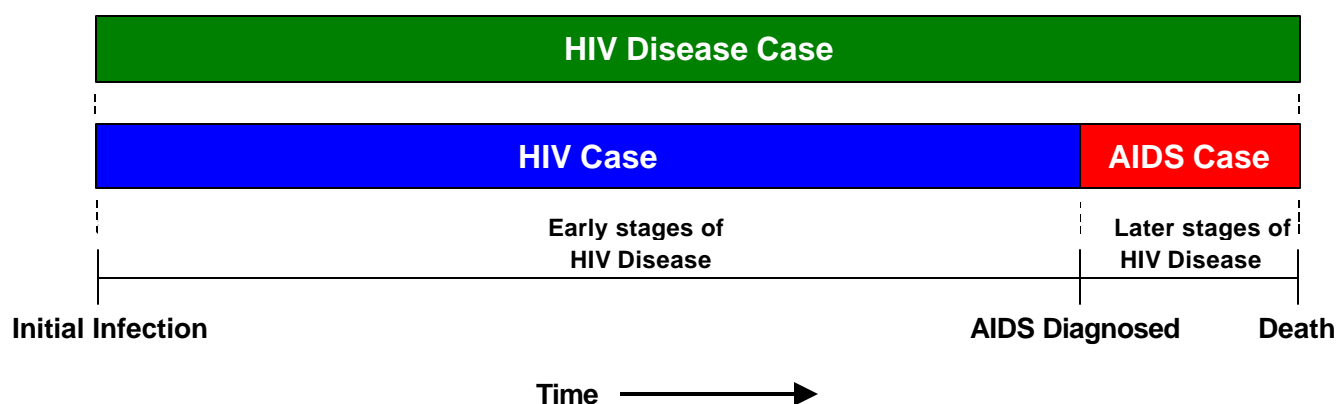 HIV Disease Case
HIV Case
AIDS Case
Early stages of
HIV Disease
Later stages of
HIV Disease
Initial Infection
AIDS Diagnosed
Death
Time